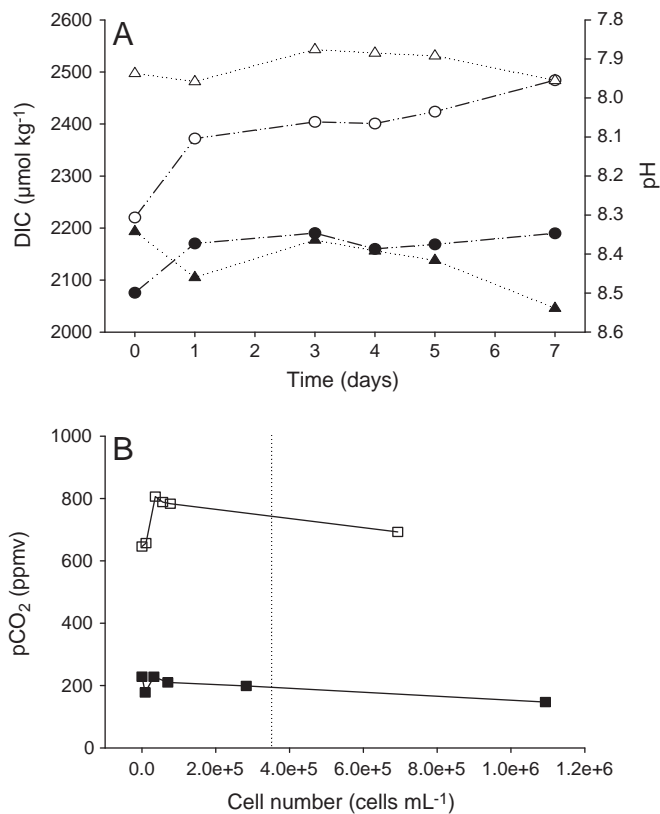 A
2600
2500
2400
2300
2200
2100
2000
DIC (µmol kg⁻¹)
7.8
7.9
8.0
8.1
8.2
8.3
8.4
8.5
8.6
pH
0 1 2 3 4 5 6 7
Time (days)
B
1000
800
600
400
200
0
pCO₂ (ppmv)
0.0 2.0e+5 4.0e+5 6.0e+5 8.0e+5 1.0e+6 1.2e+6
Cell number (cells mL⁻¹)